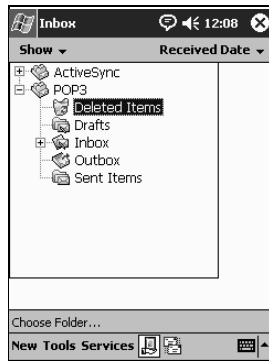 Inbox 12:08
Show Received Date
ActiveSync
POP3
Deleted Items
Drafts
Inbox
Outbox
Sent Items
Choose Folder...
New Tools Services